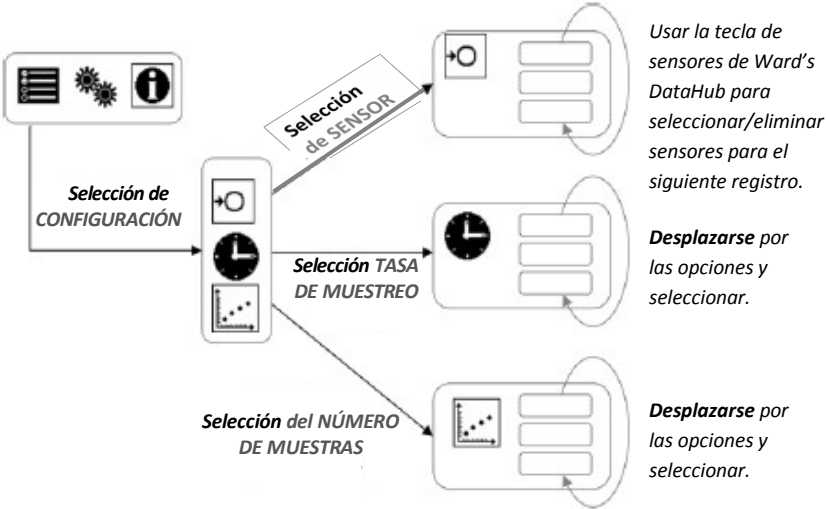 Usar la tecla de
sensores de Ward’s
DataHub para
seleccionar/eliminar
sensores para el
siguiente registro.
Selección
de SENSOR
Selección de
CONFIGURACIÓN
Selección TASA
DE MUESTREO
Desplazarse por
las opciones y
seleccionar.
Selección del NÚMERO
DE MUESTRAS
Desplazarse por
las opciones y
seleccionar.